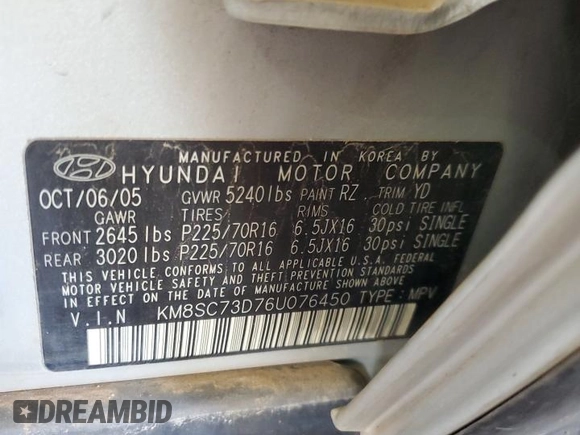 MANUFACTURED IN KOREA BY
HYUNDAI MOTOR COMPANY
OCT/06/05 GVWR 5240lbs PAINT RZ TRIM YD
GAWR TIRES/ RIMS COLD TIRE INFL
FRONT 2645 lbs P225/70R16 6.5JX16 30psi SINGLE
REAR 3020 lbs P225/70R16 6.5JX16 30psi SINGLE
THIS VEHICLE CONFORMS TO ALL APPLICABLE U.S.A. FEDERAL
MOTOR VEHICLE SAFETY AND THEFT PREVENTION STANDARDS
IN EFFECT ON THE DATE OF MANUFACTURE SHOWN ABOVE
V.I.N KM8SC73D76U076450 TYPE : MPV
DREAMBID